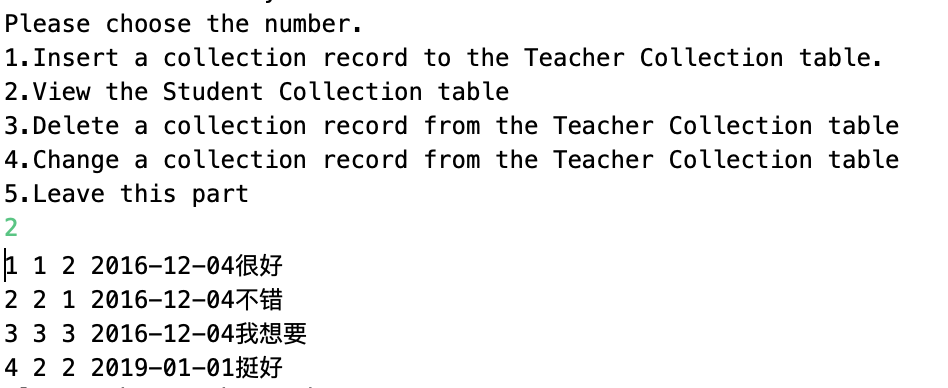 Please choose the number.
1.Insert a collection record to the Teacher Collection table.
2.View the Student Collection table
3.Delete a collection record from the Teacher Collection table
4.Change a collection record from the Teacher Collection table
5.Leave this part
2
1 1 2 2016-12-04很好
2 2 1 2016-12-04不错
3 3 3 2016-12-04我想要
4 2 2 2019-01-01挺好